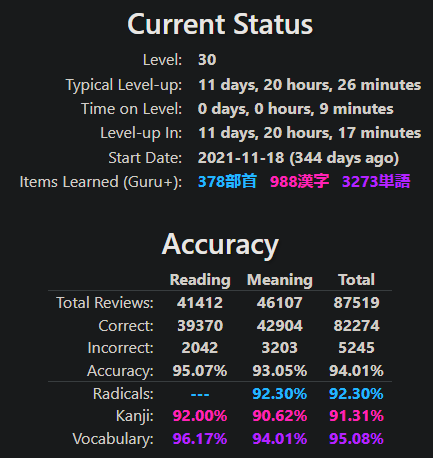 Current Status
Level: 30
Typical Level-up: 11 days, 20 hours, 26 minutes
Time on Level: 0 days, 0 hours, 9 minutes
Level-up In: 11 days, 20 hours, 17 minutes
Start Date: 2021-11-18 (344 days ago)
Items Learned (Guru+): 378部首 988漢字 3273単語
Accuracy
Reading Meaning Total
Total Reviews: 41412 46107 87519
Correct: 39370 42904 82274
Incorrect: 2042 3203 5245
Accuracy: 95.07% 93.05% 94.01%
Radicals: --- 92.30% 92.30%
Kanji: 92.00% 90.62% 91.31%
Vocabulary: 96.17% 94.01% 95.08%